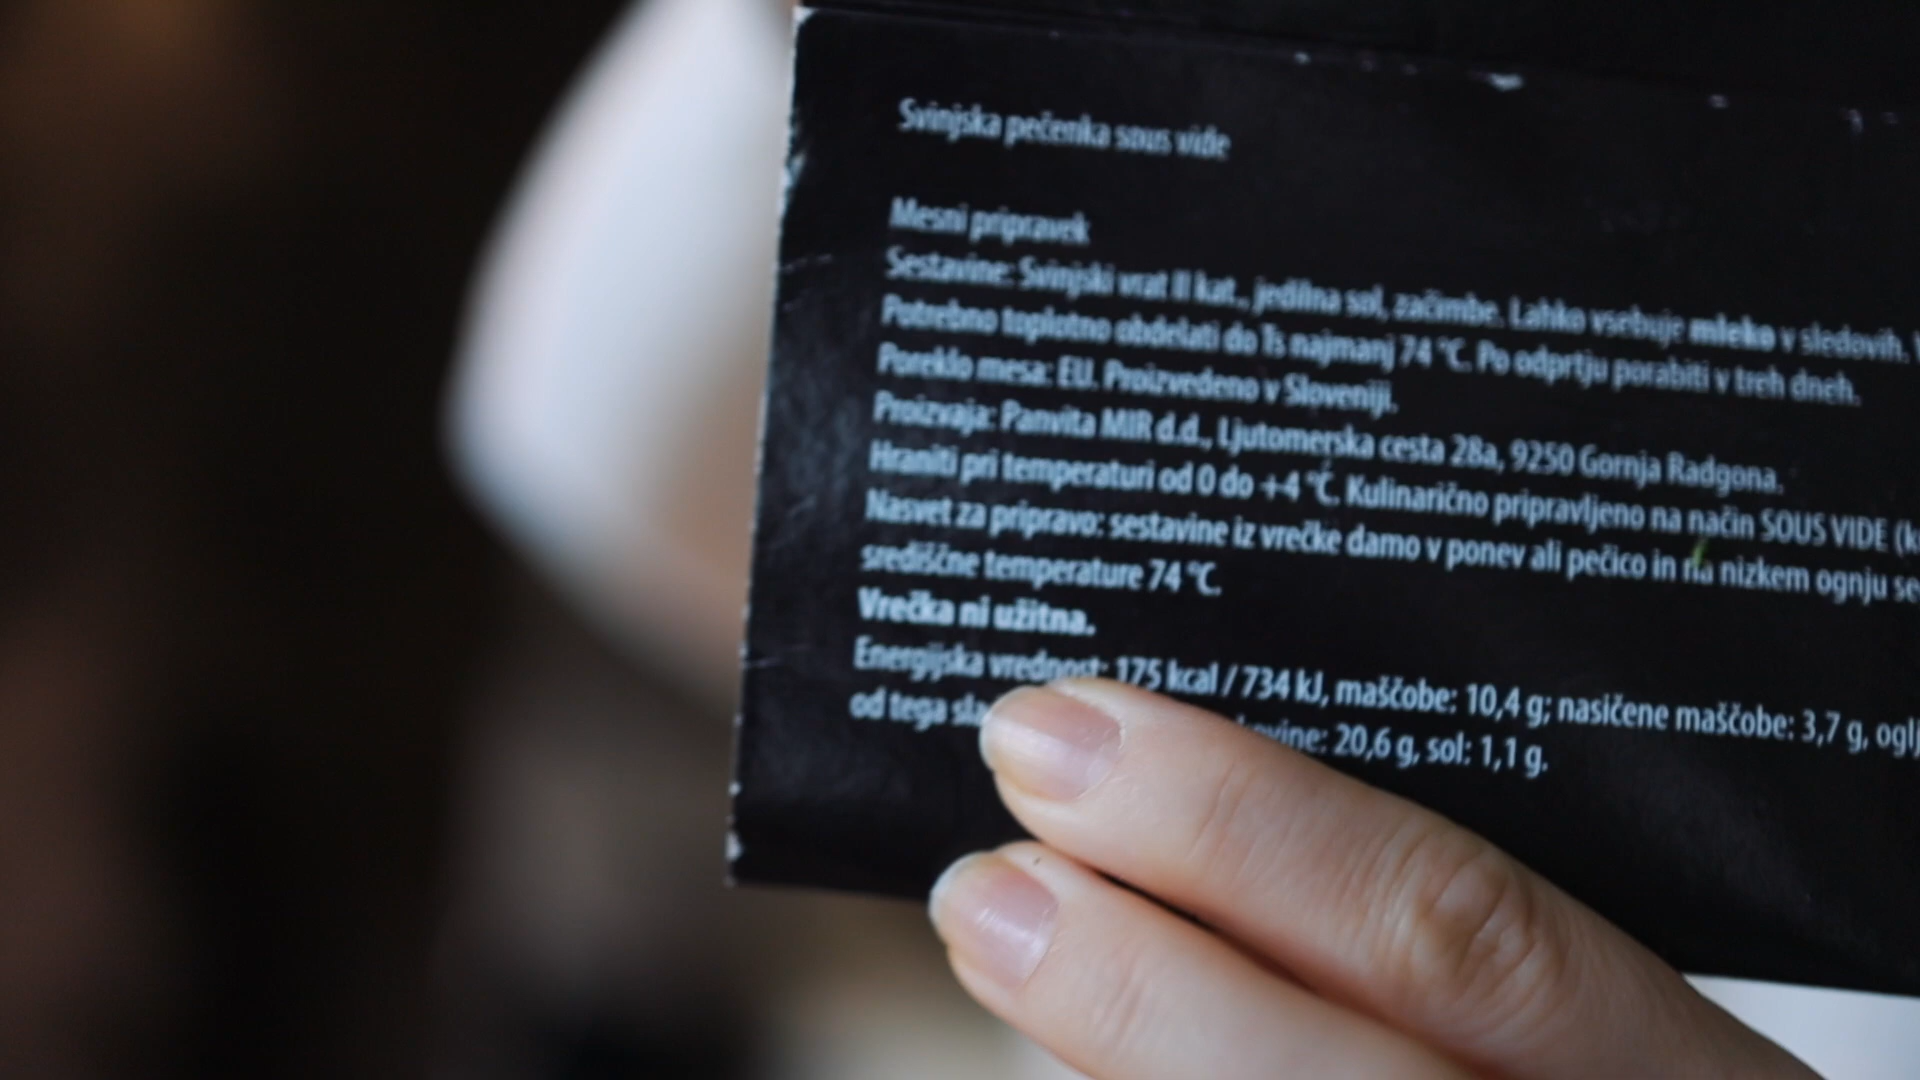 Svinjska pečenka sous vide
Mesni pripravek
Sestavine: Svinjski vrat II kat., jedilna sol, začimbe. Lahko vsebuje mleko v sledovih.
Potrebno toplotno obdelati do Ts najmanj 74 °C. Po odprtju porabiti v treh dneh.
Poreklo mesa: EU. Proizvedeno v Sloveniji.
Proizvaja: Panvita MIR d.d., Ljutomerska cesta 28a, 9250 Gornja Radgona.
Hraniti pri temperaturi od 0 do +4 °C. Kulinarično pripravljeno na način SOUS VIDE
Nasvet za pripravo: sestavine iz vrečke damo v ponev ali pečico in na nizkem ognju
središčne temperature 74 °C.
Vrečka ni užitna.
Energijska vrednost: 175 kcal / 734 kJ, maščobe: 10,4 g; nasičene maščobe: 3,7 g,
od tega 20,6 g, sol: 1,1 g.